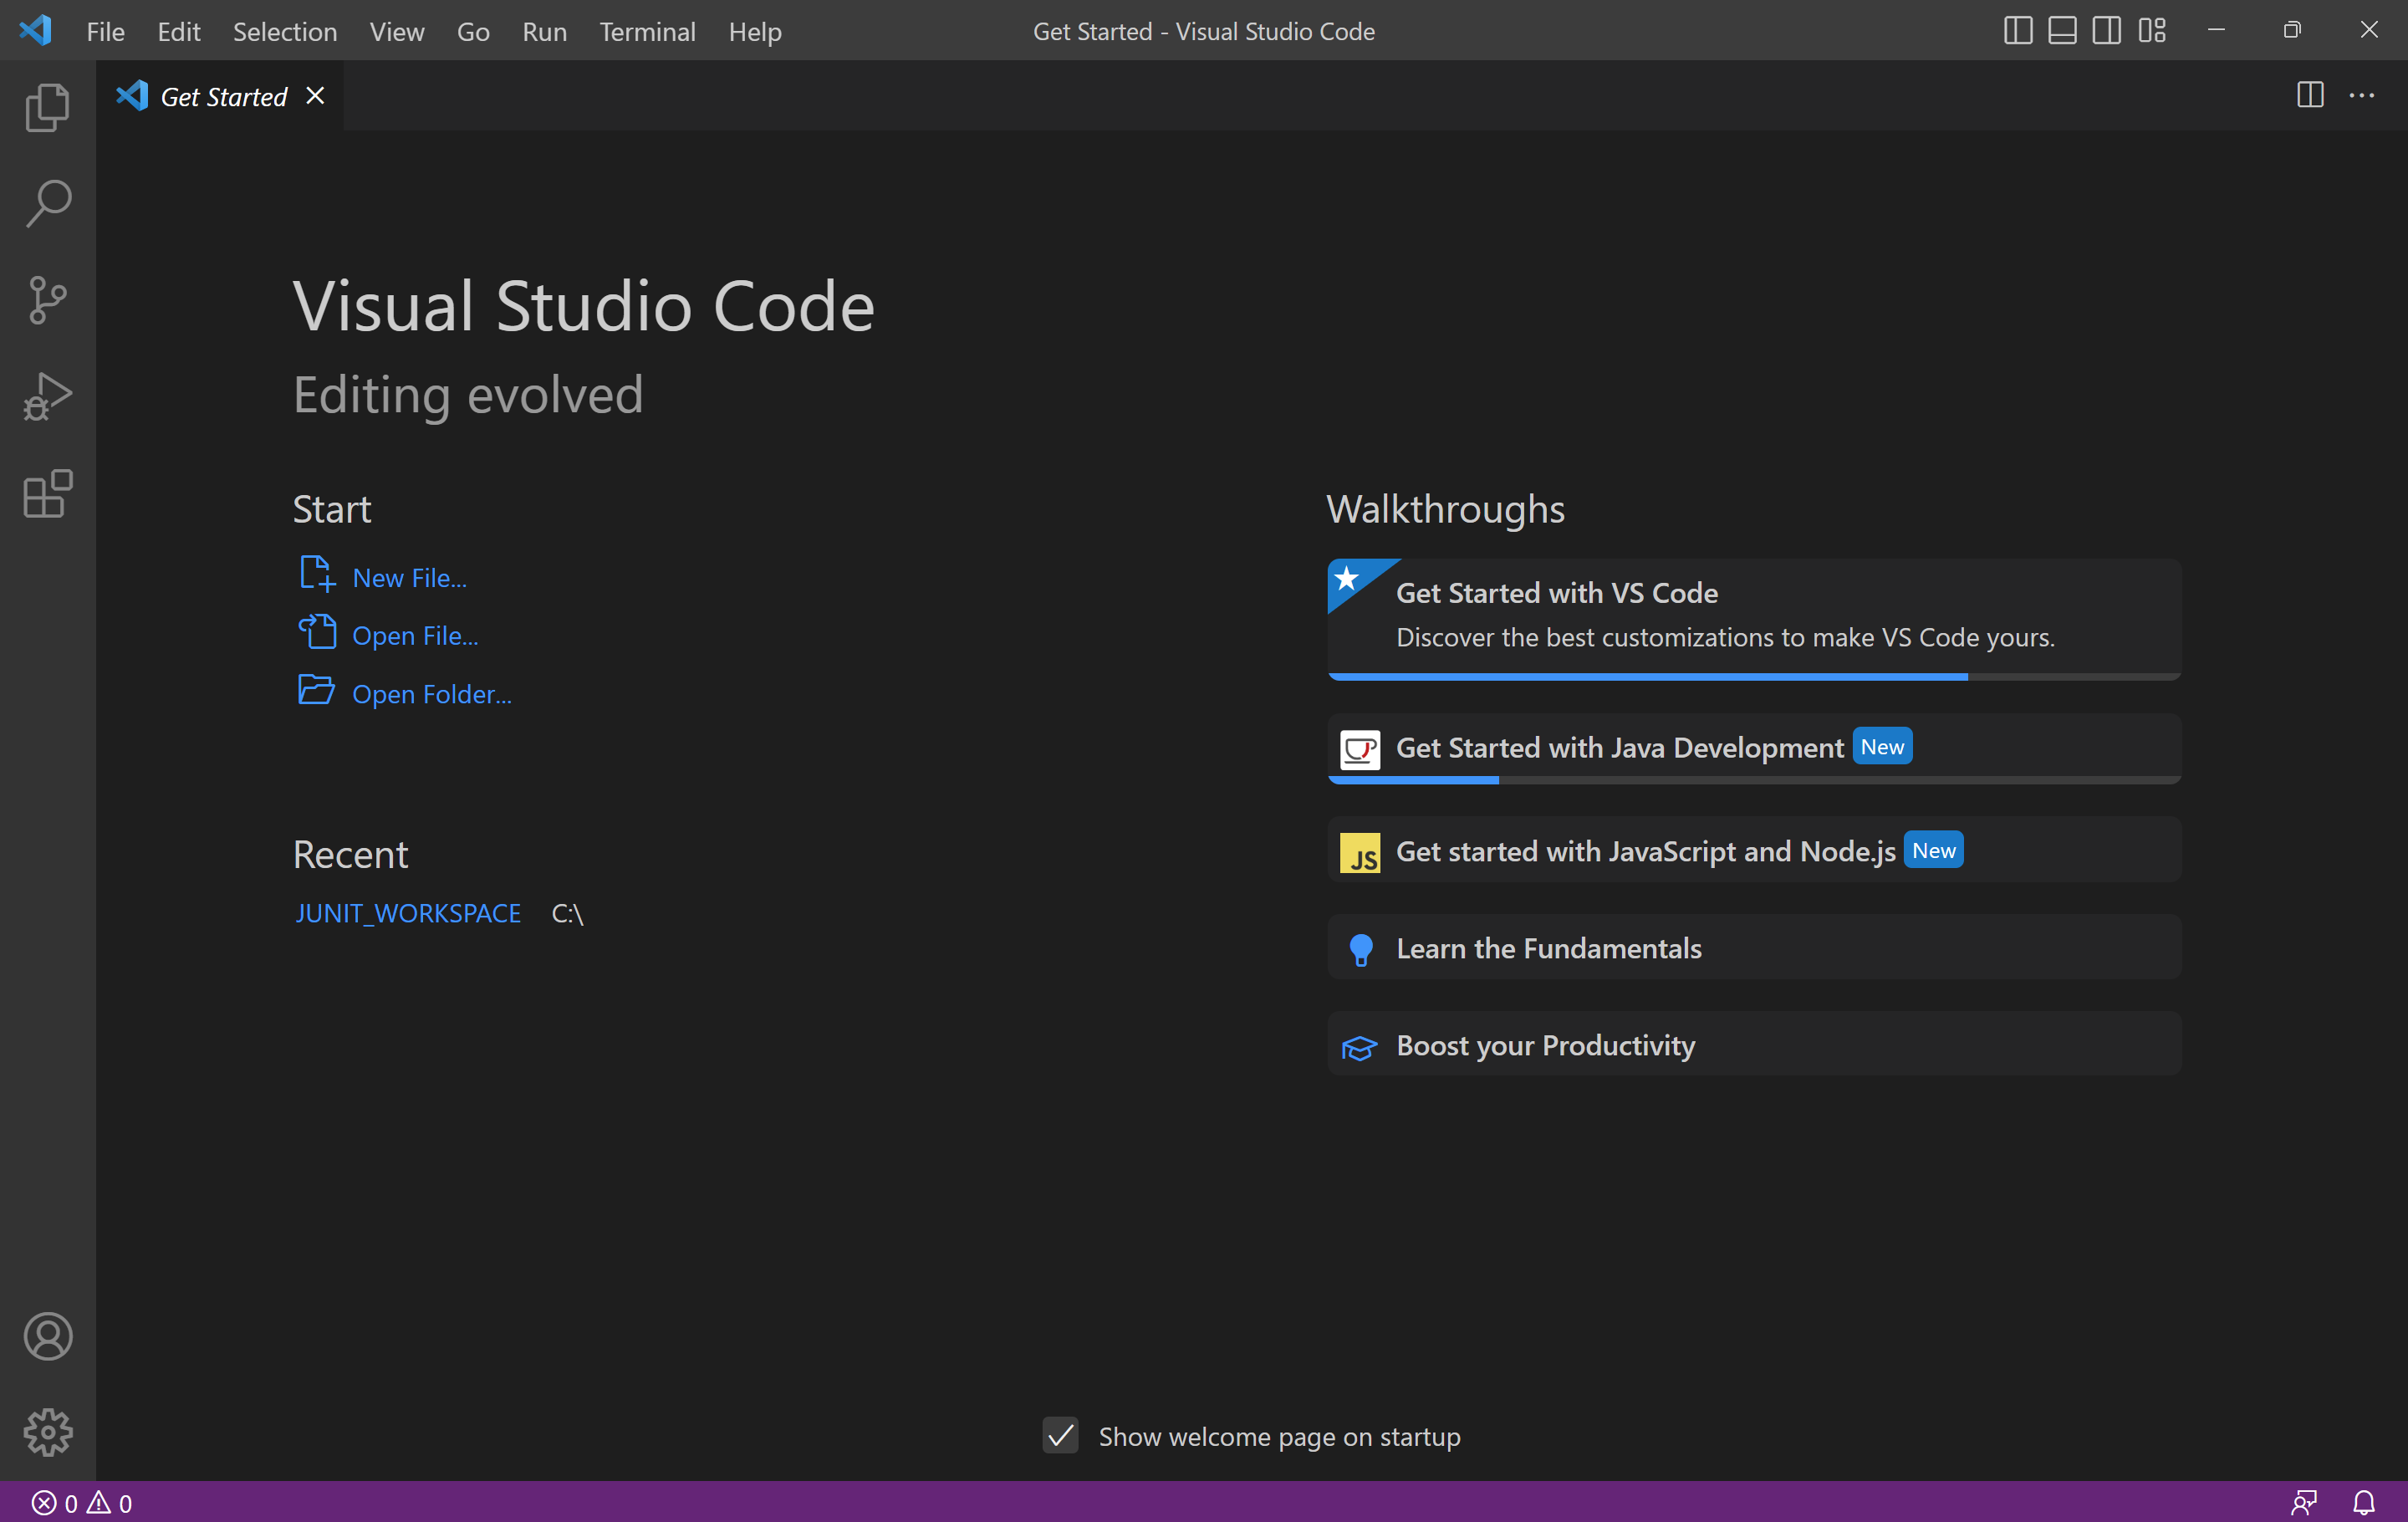 File Edit Selection View Go Run Terminal Help
Get Started - Visual Studio Code
Get Started
Visual Studio Code
Editing evolved
Start
New File...
Open File...
Open Folder...
Recent
JUNIT_WORKSPACE C:\
Walkthroughs
Get Started with VS Code
Discover the best customizations to make VS Code yours.
Get Started with Java Development New
JS Get started with JavaScript and Node.js New
Learn the Fundamentals
Boost your Productivity
Show welcome page on startup
0 0